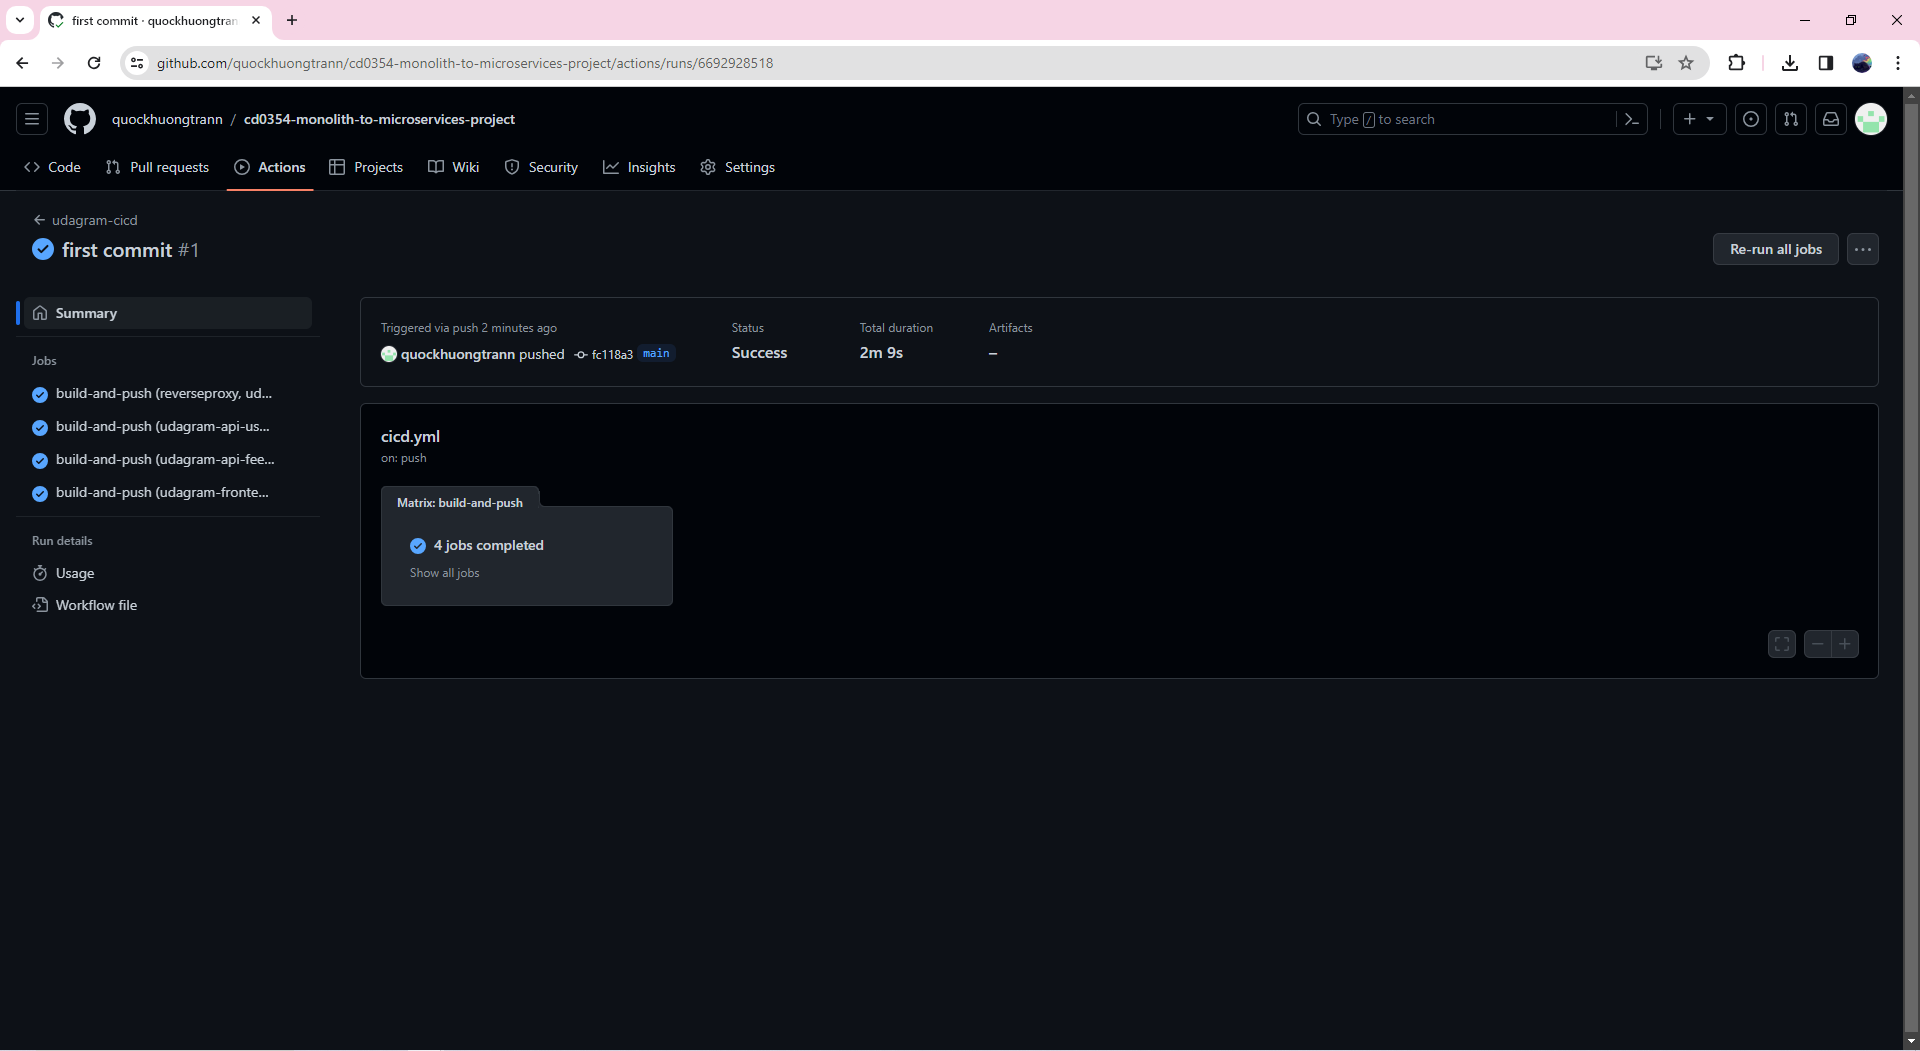 first commit · quockhuongtran
github.com/quockhuongtrann/cd0354-monolith-to-microservices-project/actions/runs/6692928518
quockhuongtrann / cd0354-monolith-to-microservices-project
Type / to search
Code Pull requests Actions Projects Wiki Security Insights Settings
udagram-cicd
first commit #1
Re-run all jobs
Summary
Jobs
build-and-push (reverseproxy, ud...
build-and-push (udagram-api-us...
build-and-push (udagram-api-fee...
build-and-push (udagram-fronte...
Run details
Usage
Workflow file
Triggered via push 2 minutes ago
quockhuongtrann pushed fc118a3 main
Status
Success
Total duration
2m 9s
Artifacts
–
cicd.yml
on: push
Matrix: build-and-push
4 jobs completed
Show all jobs